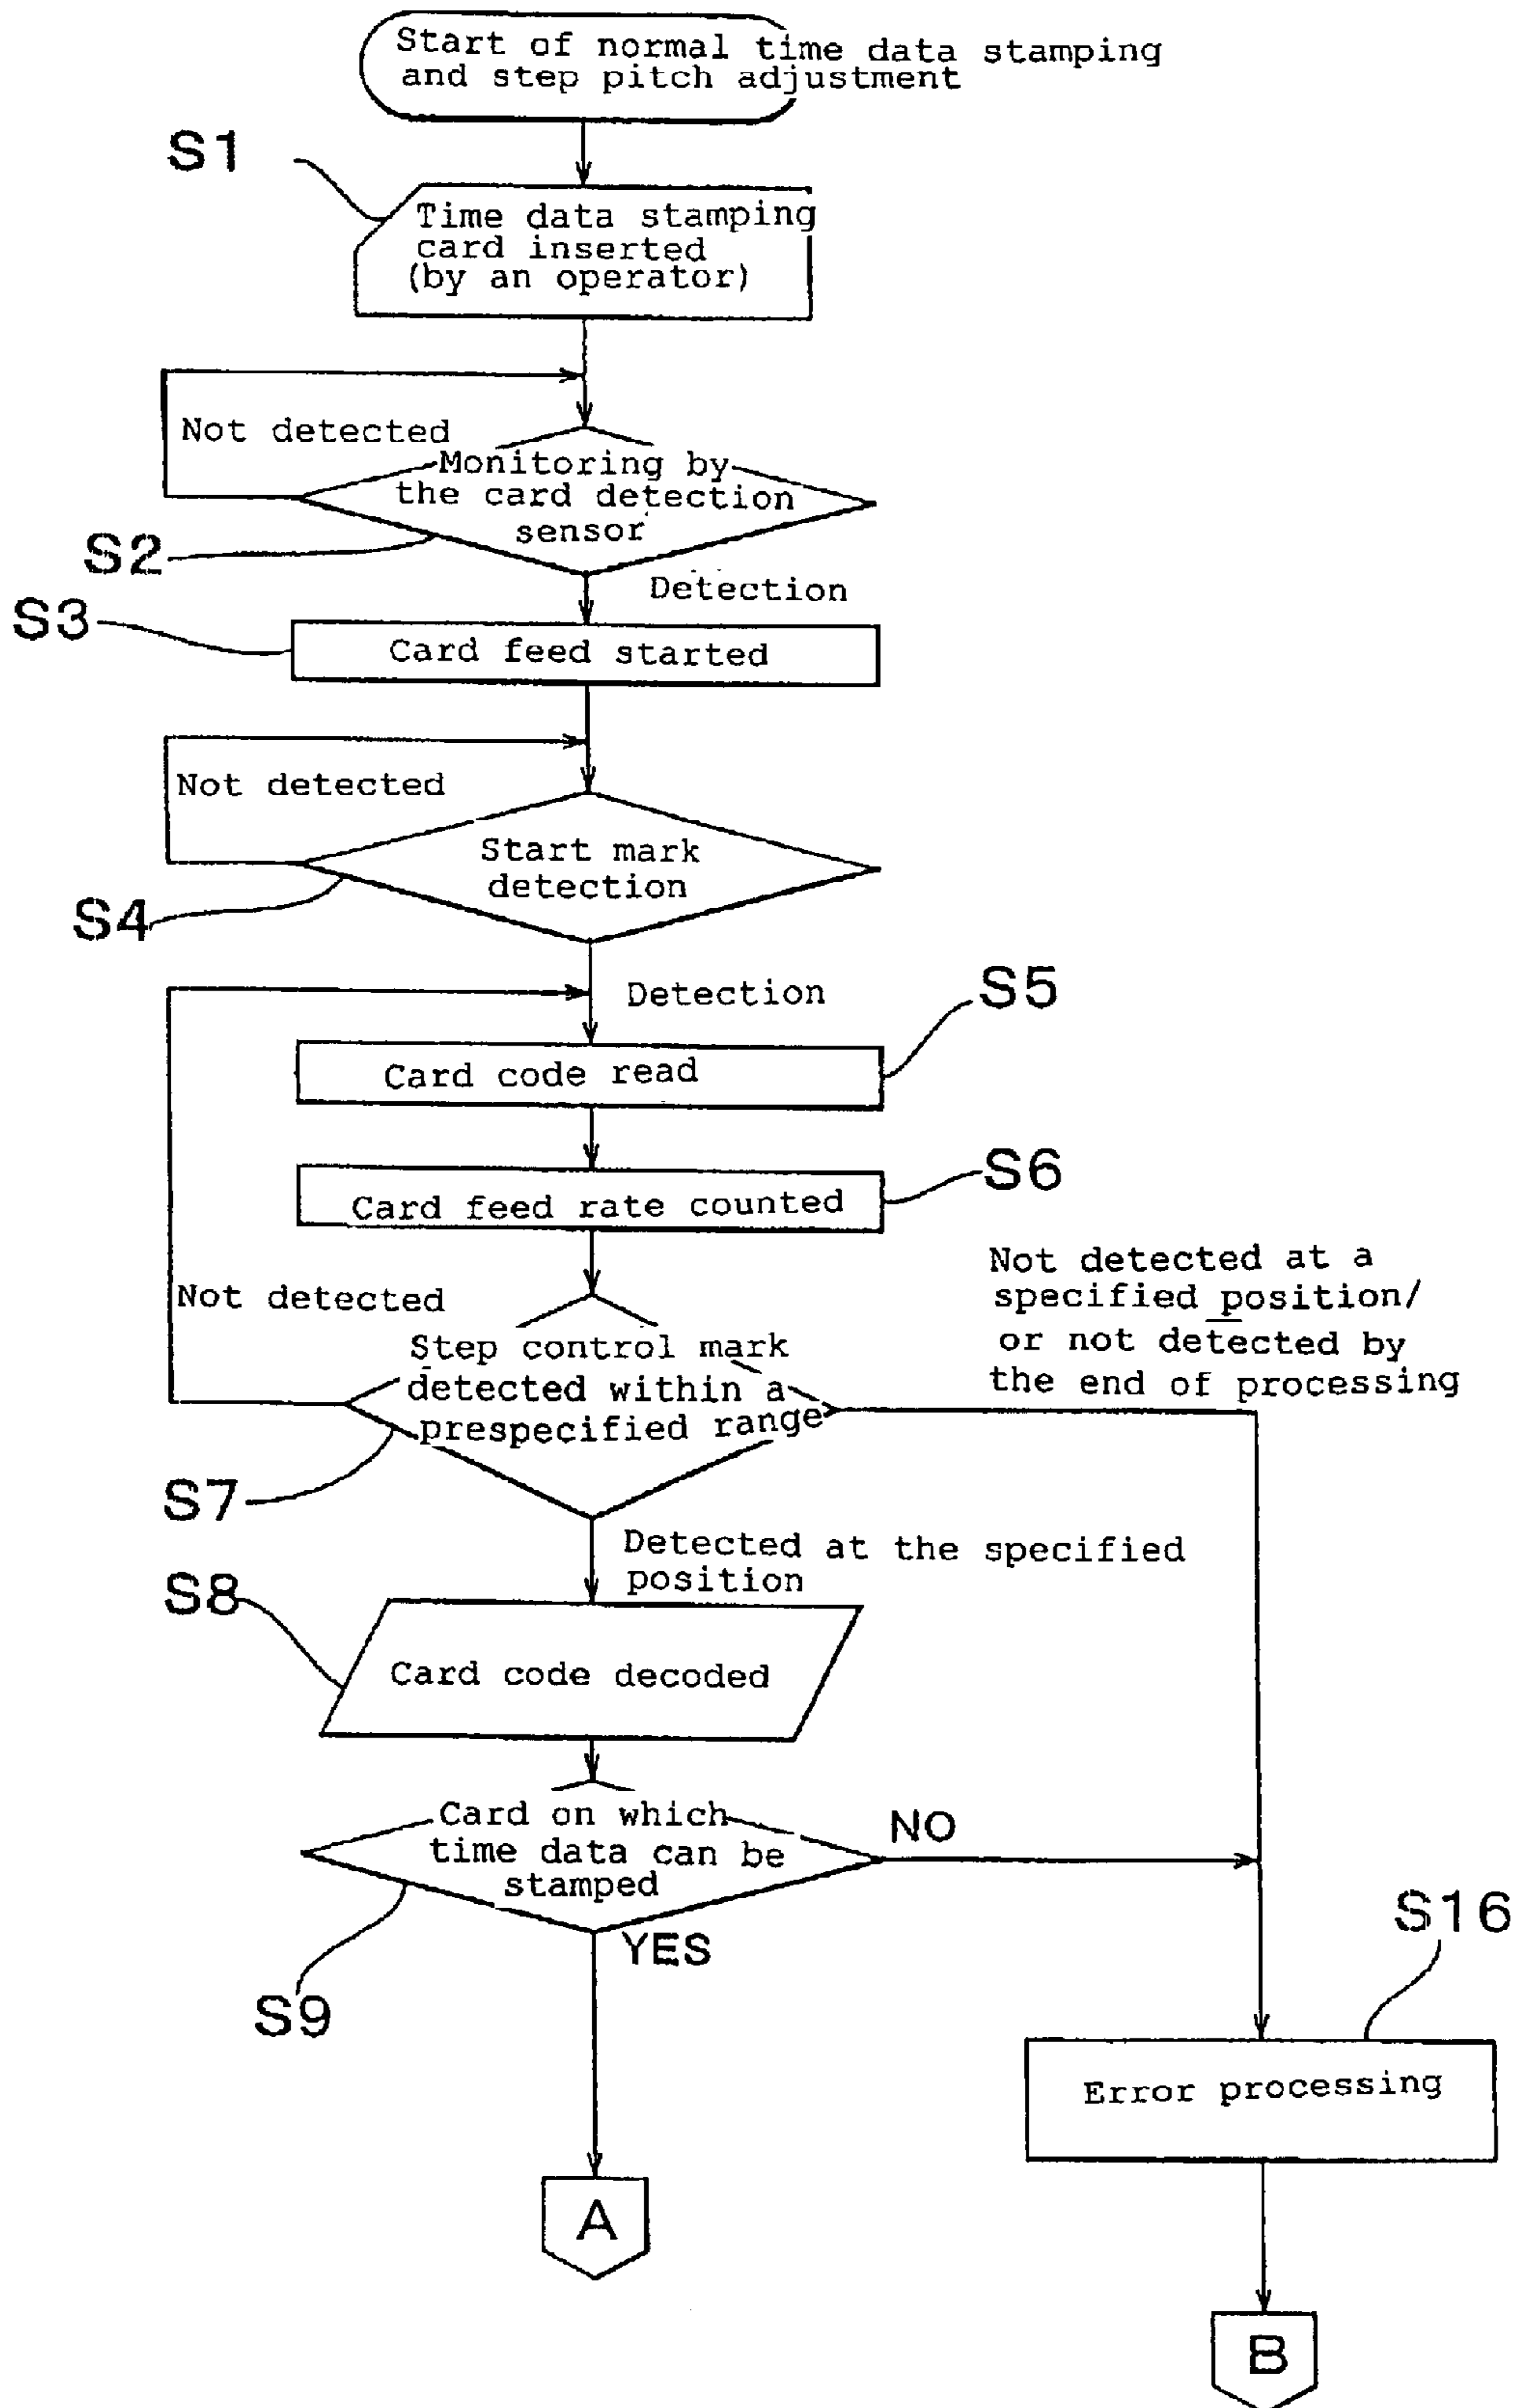 Start of normal time data stamping
and step pitch adjustment
S1
Time data stamping
card inserted
(by an operator)
Not detected
Monitoring by
the card detection
sensor
S2
Detection
S3
Card feed started
Not detected
Start mark
detection
S4
Detection
S5
Card code read
S6
Card feed rate counted
Not detected at a
specified position/
or not detected by
the end of processing
Not detected
Step control mark
detected within a
prespecified range
S7
Detected at the specified
position
S8
Card code decoded
Card on which
time data can be
stamped
NO
YES
S9
S16
Error processing
A
B